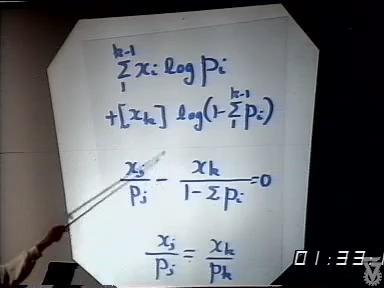 k-1
Σ xi log pi
1
+[xk] log(1-Σ pi)
k-1
1
xj/pj - xk/(1-Σpi) =0
xj/pj = xk/pk
01:33